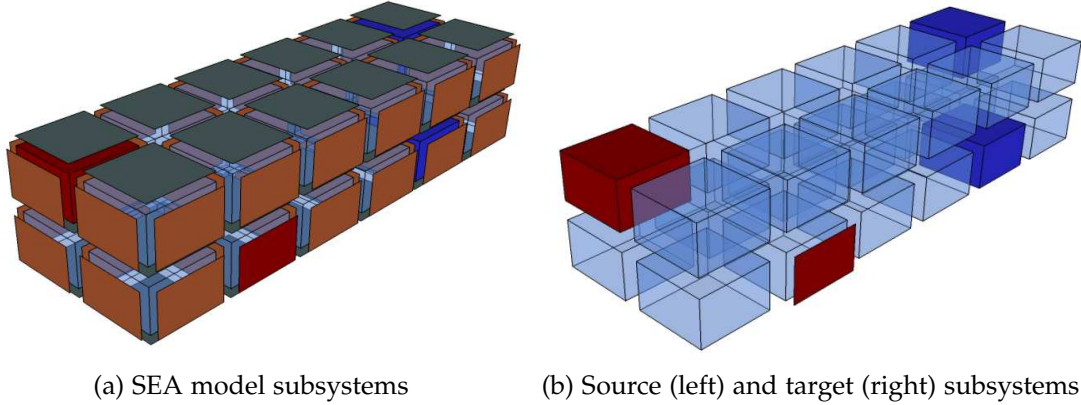 (a) SEA model subsystems
(b) Source (left) and target (right) subsystems